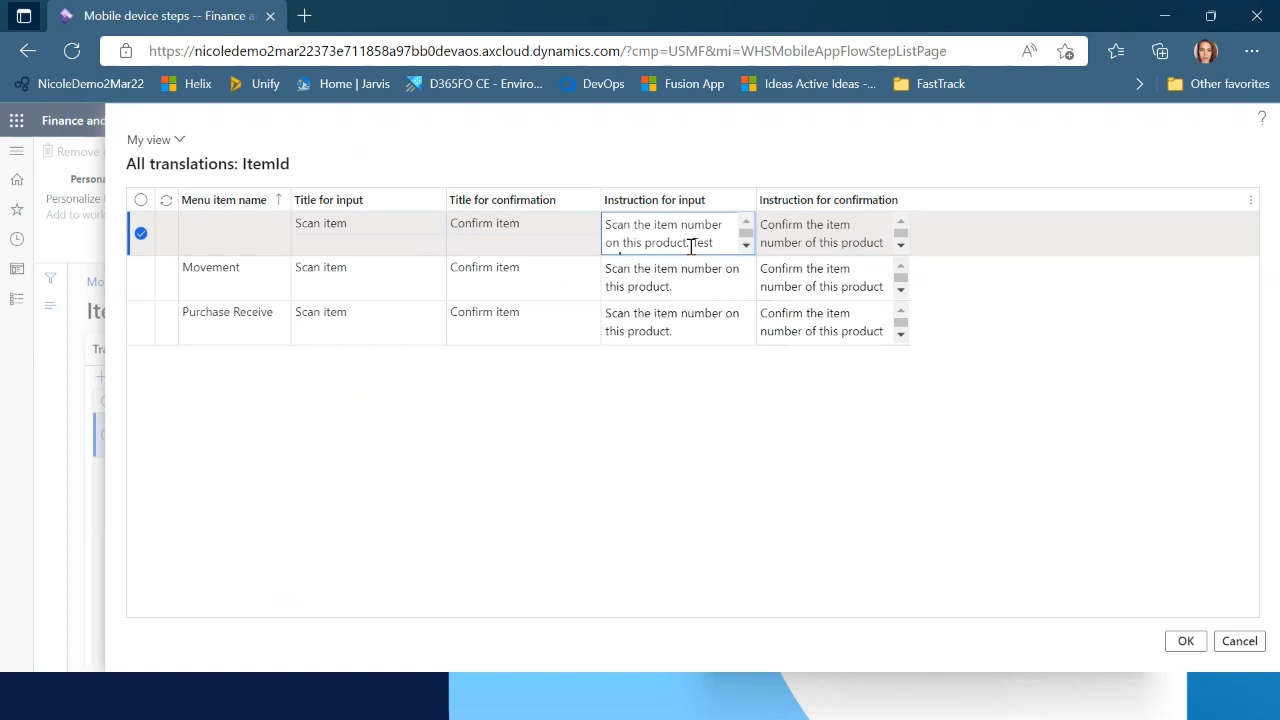 Mobile device steps -- Finance a
https://nicoledemo2mar22373e711858a97bb0devaos.axcloud.dynamics.com/?cmp=USMF&mi=WHSMobileAppFlowStepListPage
NicoleDemo2Mar22
Helix
Unify
Home | Jarvis
D365FO CE - Enviro...
DevOps
Fusion App
Ideas Active Ideas -...
FastTrack
Other favorites
Finance and
?
Remove
Persona
Personalize
Add to work
Mo
Ite
Tra
My view
All translations: ItemId
Menu item name ↑ Title for input Title for confirmation Instruction for input Instruction for confirmation
Scan item Confirm item Scan the item number Confirm the item
on this product.Test number of this product
Movement Scan item Confirm item Scan the item number on Confirm the item
this product. number of this product
Purchase Receive Scan item Confirm item Scan the item number on Confirm the item
this product. number of this product
OK Cancel